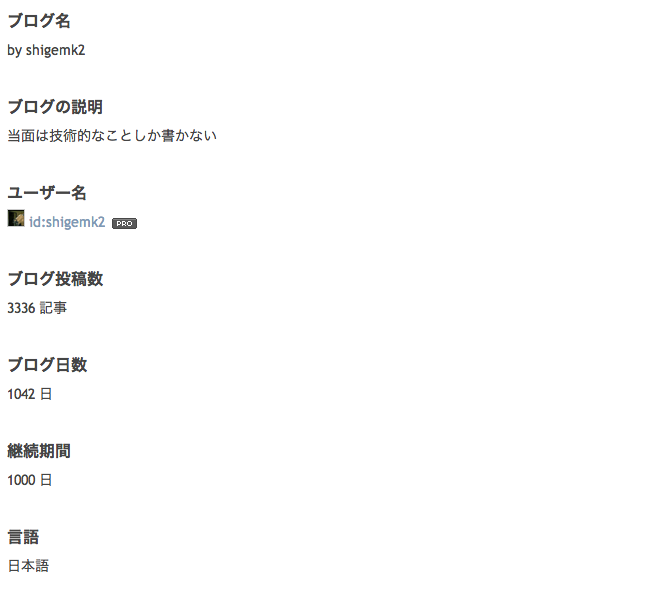 ブログ名
by shigemk2
ブログの説明
当面は技術的なことしか書かない
ユーザー名
id:shigemk2 PRO
ブログ投稿数
3336 記事
ブログ日数
1042 日
継続期間
1000 日
言語
日本語